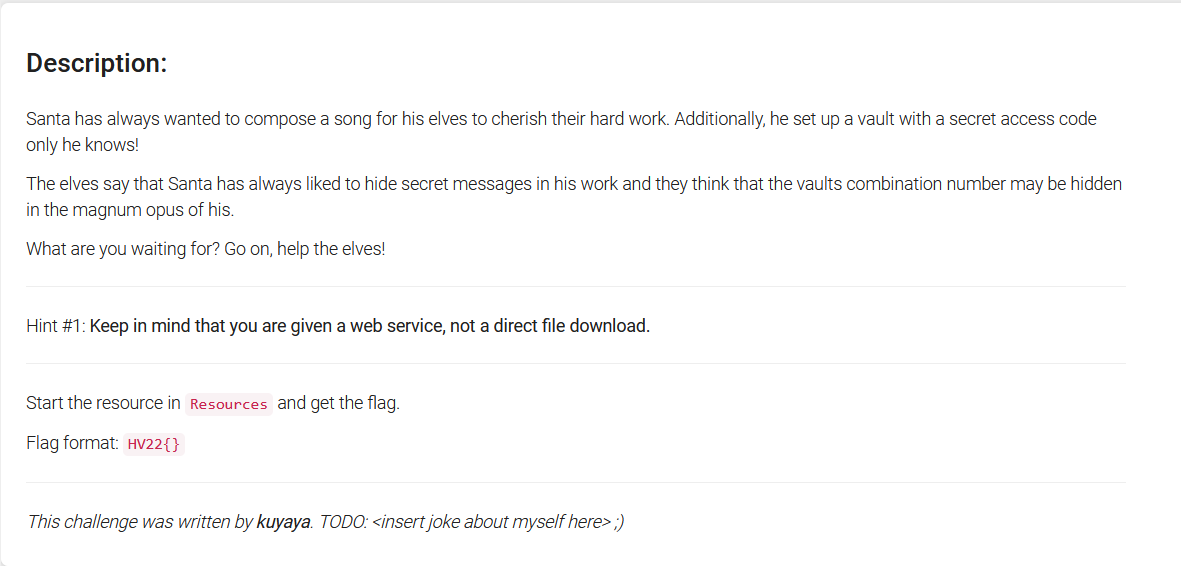 Description:
Santa has always wanted to compose a song for his elves to cherish their hard work. Additionally, he set up a vault with a secret access code
only he knows!
The elves say that Santa has always liked to hide secret messages in his work and they think that the vaults combination number may be hidden
in the magnum opus of his.
What are you waiting for? Go on, help the elves!
Hint #1: Keep in mind that you are given a web service, not a direct file download.
Start the resource in Resources and get the flag.
Flag format: HV22{}
This challenge was written by kuyaya. TODO: <insert joke about myself here> ;)